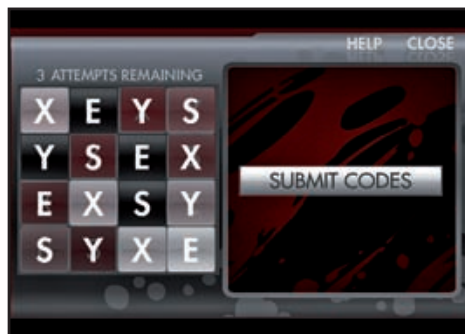 HELP CLOSE
3 ATTEMPTS REMAINING
X E Y S
Y S E X
E X S Y
S Y X E
SUBMIT CODES